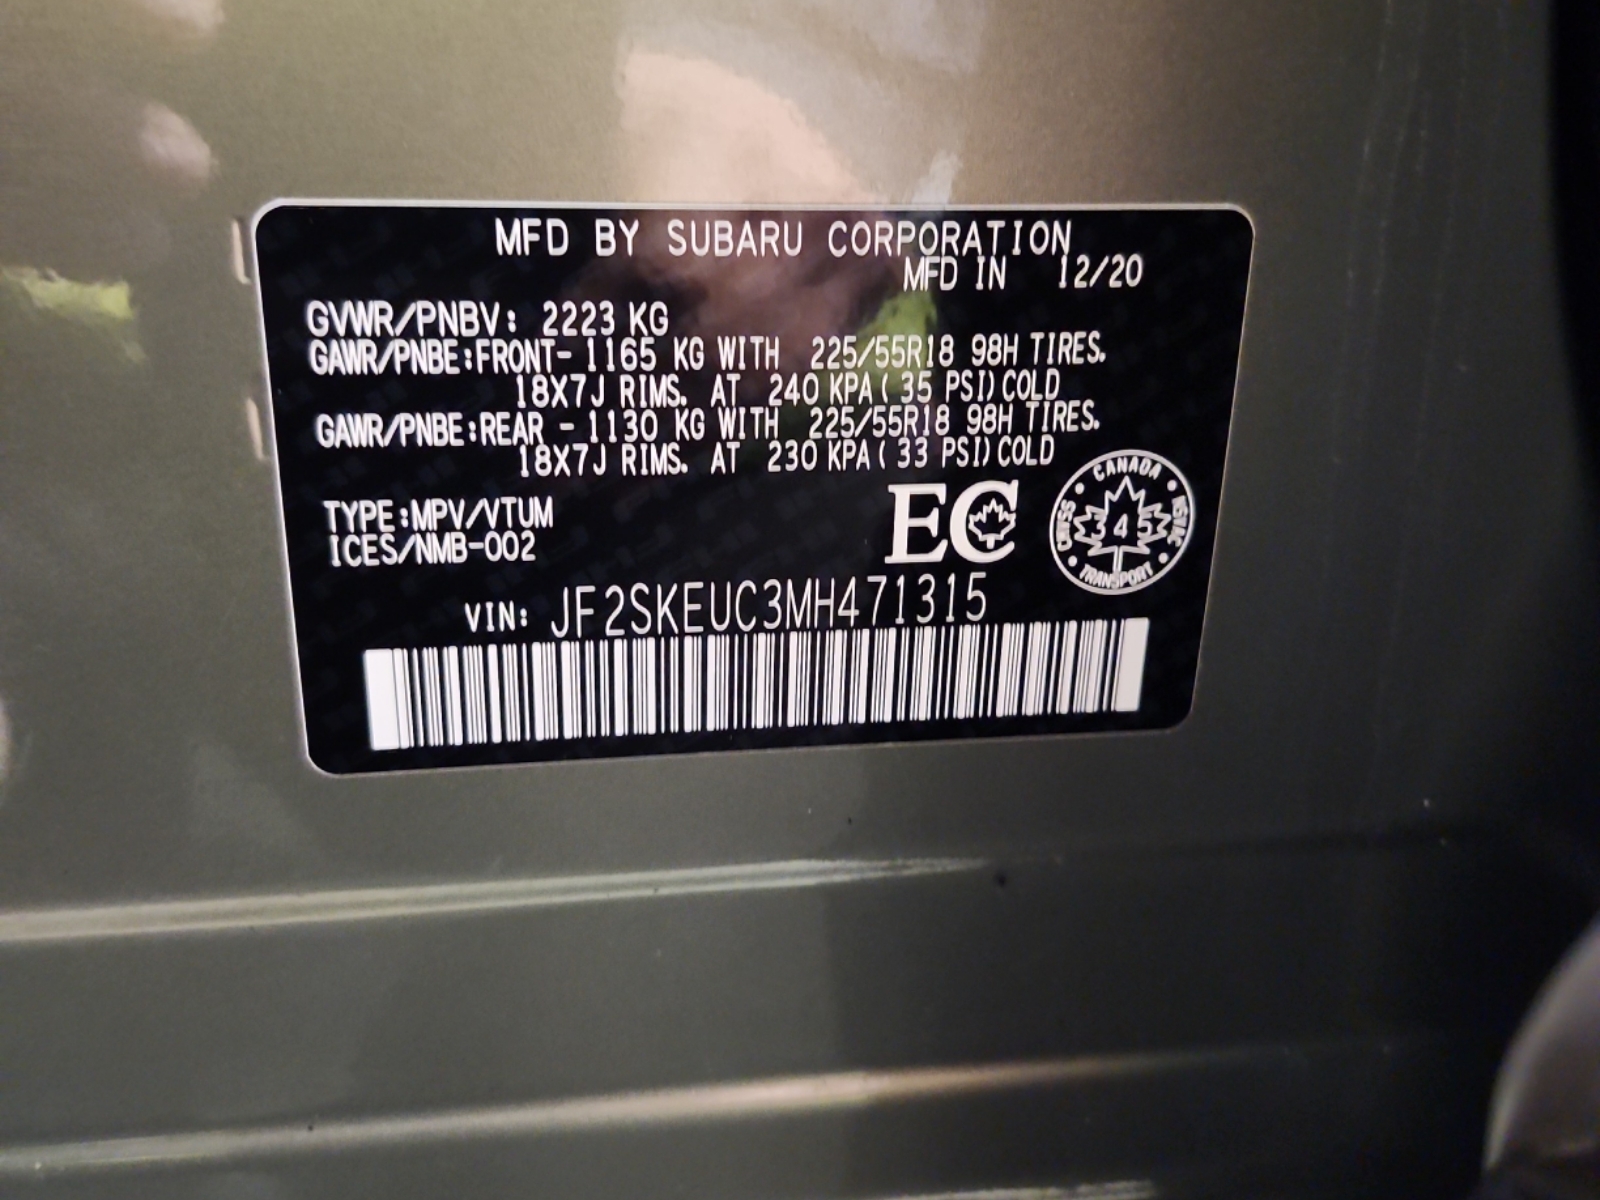 MFD BY SUBARU CORPORATION
MFD IN 12/20
GVWR/PNBV: 2223 KG
GAWR/PNBE:FRONT- 1165 KG WITH 225/55R18 98H TIRES.
18X7J RIMS. AT 240 KPA( 35 PSI)COLD
GAWR/PNBE:REAR - 1130 KG WITH 225/55R18 98H TIRES.
18X7J RIMS. AT 230 KPA( 33 PSI)COLD
TYPE:MPV/VTUM
ICES/NMB-002
EC
CANADA
CMVSS 345 NSVAC
TRANSPORT
VIN: JF2SKEUC3MH471315